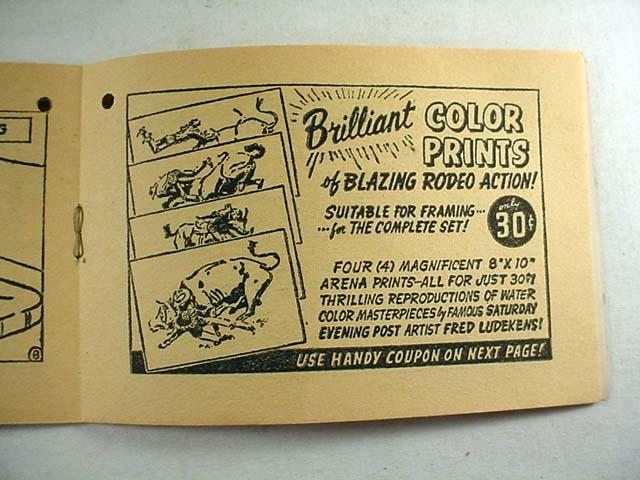 G
8
Brilliant COLOR
PRINTS
of BLAZING RODEO ACTION!
SUITABLE FOR FRAMING...
...for THE COMPLETE SET!
only
30¢
FOUR (4) MAGNIFICENT 8"X10"
ARENA PRINTS--ALL FOR JUST 30¢!
THRILLING REPRODUCTIONS OF WATER
COLOR MASTERPIECES by FAMOUS SATURDAY
EVENING POST ARTIST FRED LUDEKENS!
USE HANDY COUPON ON NEXT PAGE!